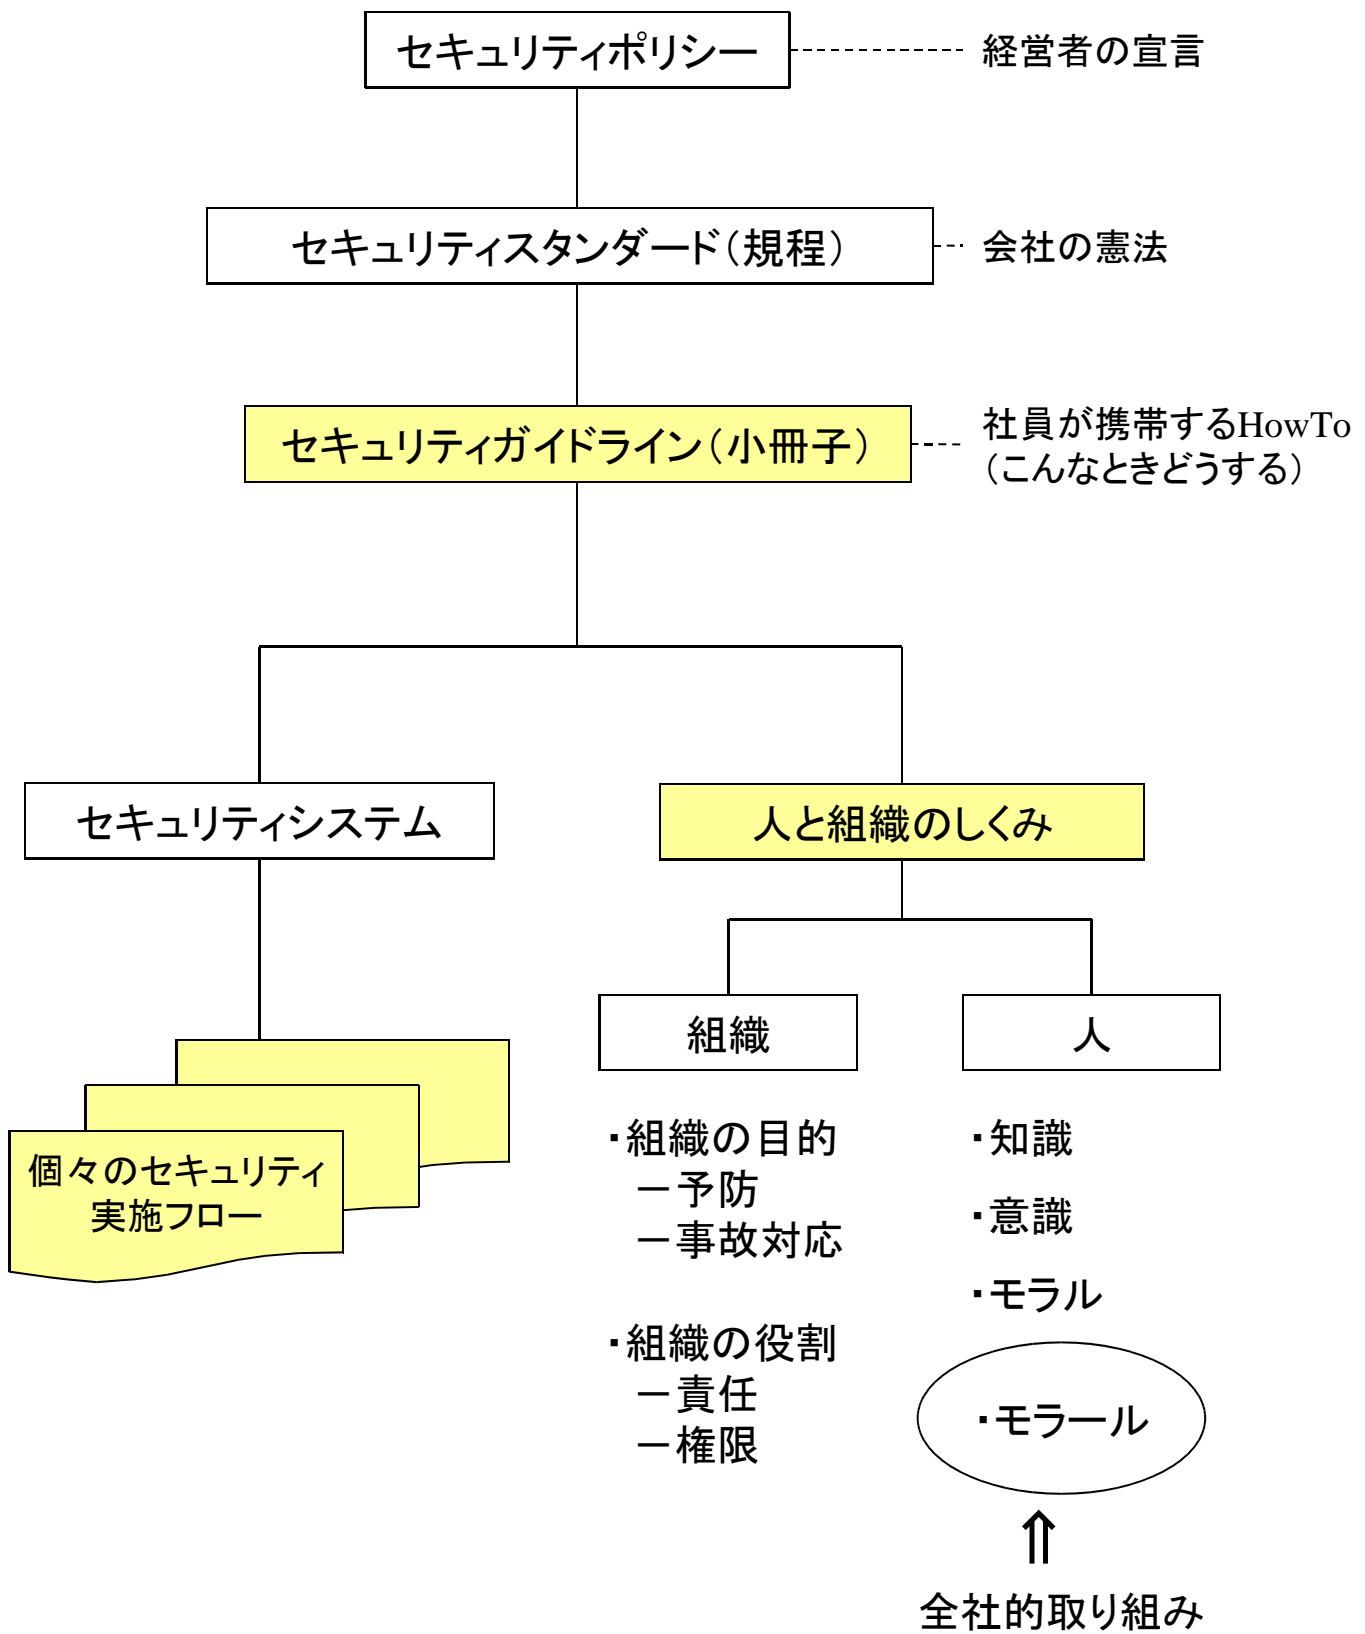 セキュリティポリシー
経営者の宣言
セキュリティスタンダード（規程）
会社の憲法
セキュリティガイドライン（小冊子）
社員が携帯するHowTo
（こんなときどうする）
セキュリティシステム
人と組織のしくみ
個々のセキュリティ
実施フロー
組織
・組織の目的
－予防
－事故対応
・組織の役割
－責任
－権限
人
・知識
・意識
・モラル
・モラール
⇑
全社的取り組み